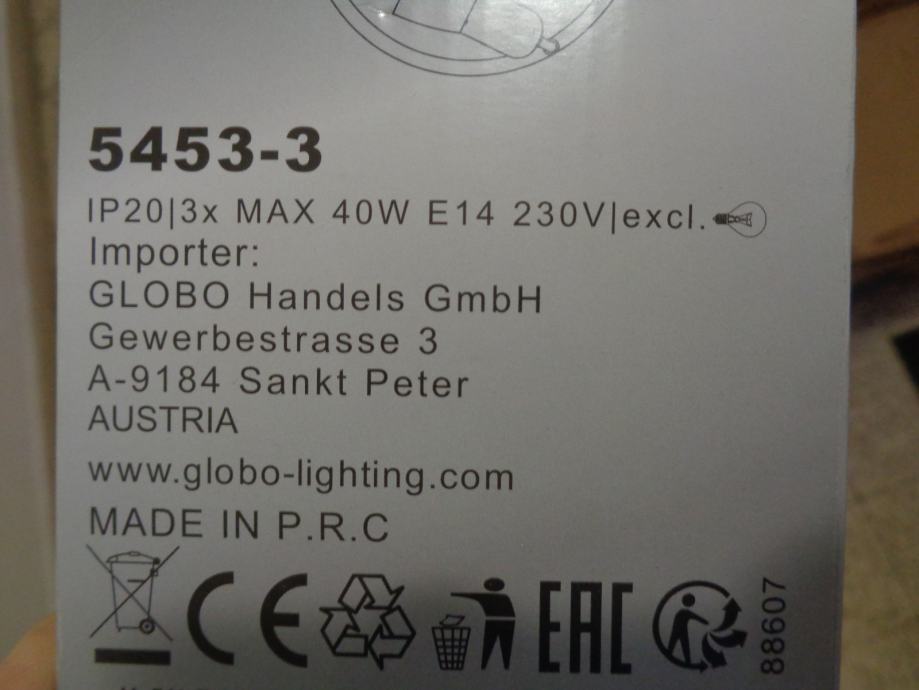 5453-3
IP20|3x MAX 40W E14 230V|excl.
Importer:
GLOBO Handels GmbH
Gewerbestrasse 3
A-9184 Sankt Peter
AUSTRIA
www.globo-lighting.com
MADE IN P.R.C
CE EAC
88607